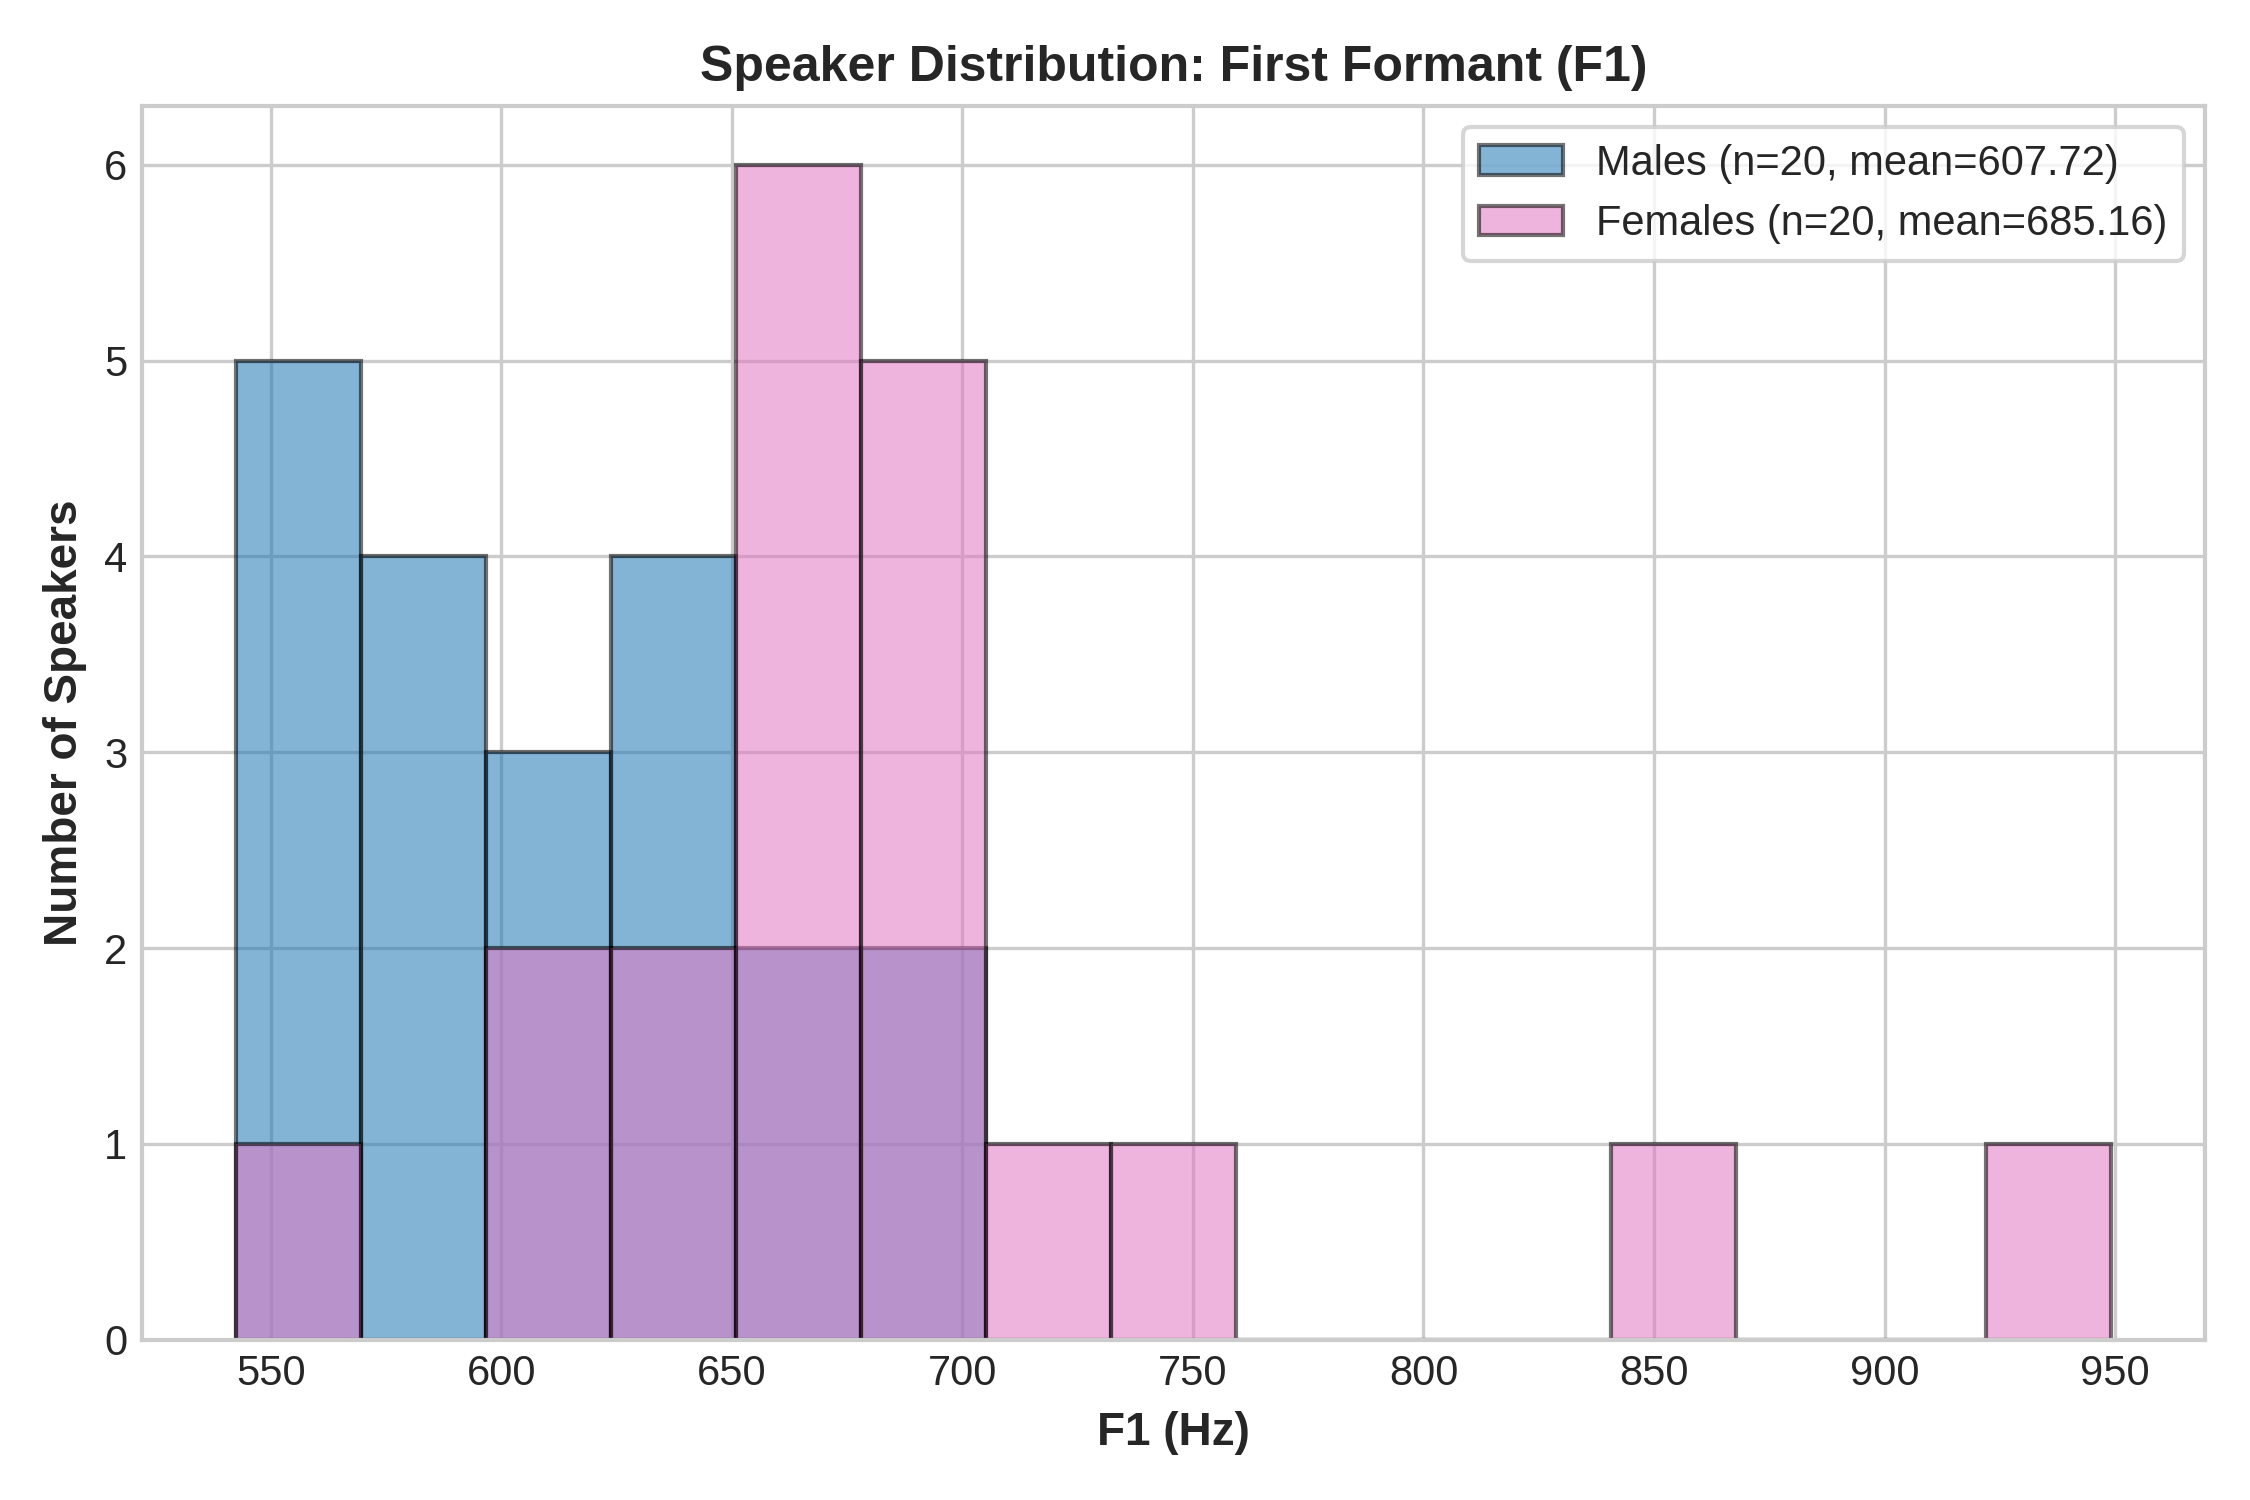 Speaker Distribution: First Formant (F1)
Males (n=20, mean=607.72)
Females (n=20, mean=685.16)
Number of Speakers
6
5
4
3
2
1
0
550 600 650 700 750 800 850 900 950
F1 (Hz)